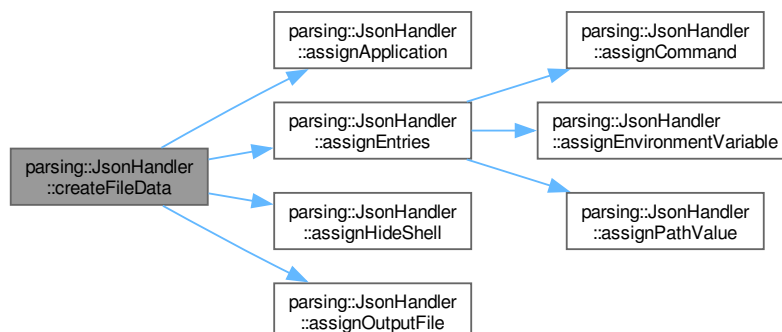 parsing::JsonHandler
::createFileData
parsing::JsonHandler
::assignApplication
parsing::JsonHandler
::assignEntries
parsing::JsonHandler
::assignHideShell
parsing::JsonHandler
::assignOutputFile
parsing::JsonHandler
::assignCommand
parsing::JsonHandler
::assignEnvironmentVariable
parsing::JsonHandler
::assignPathValue